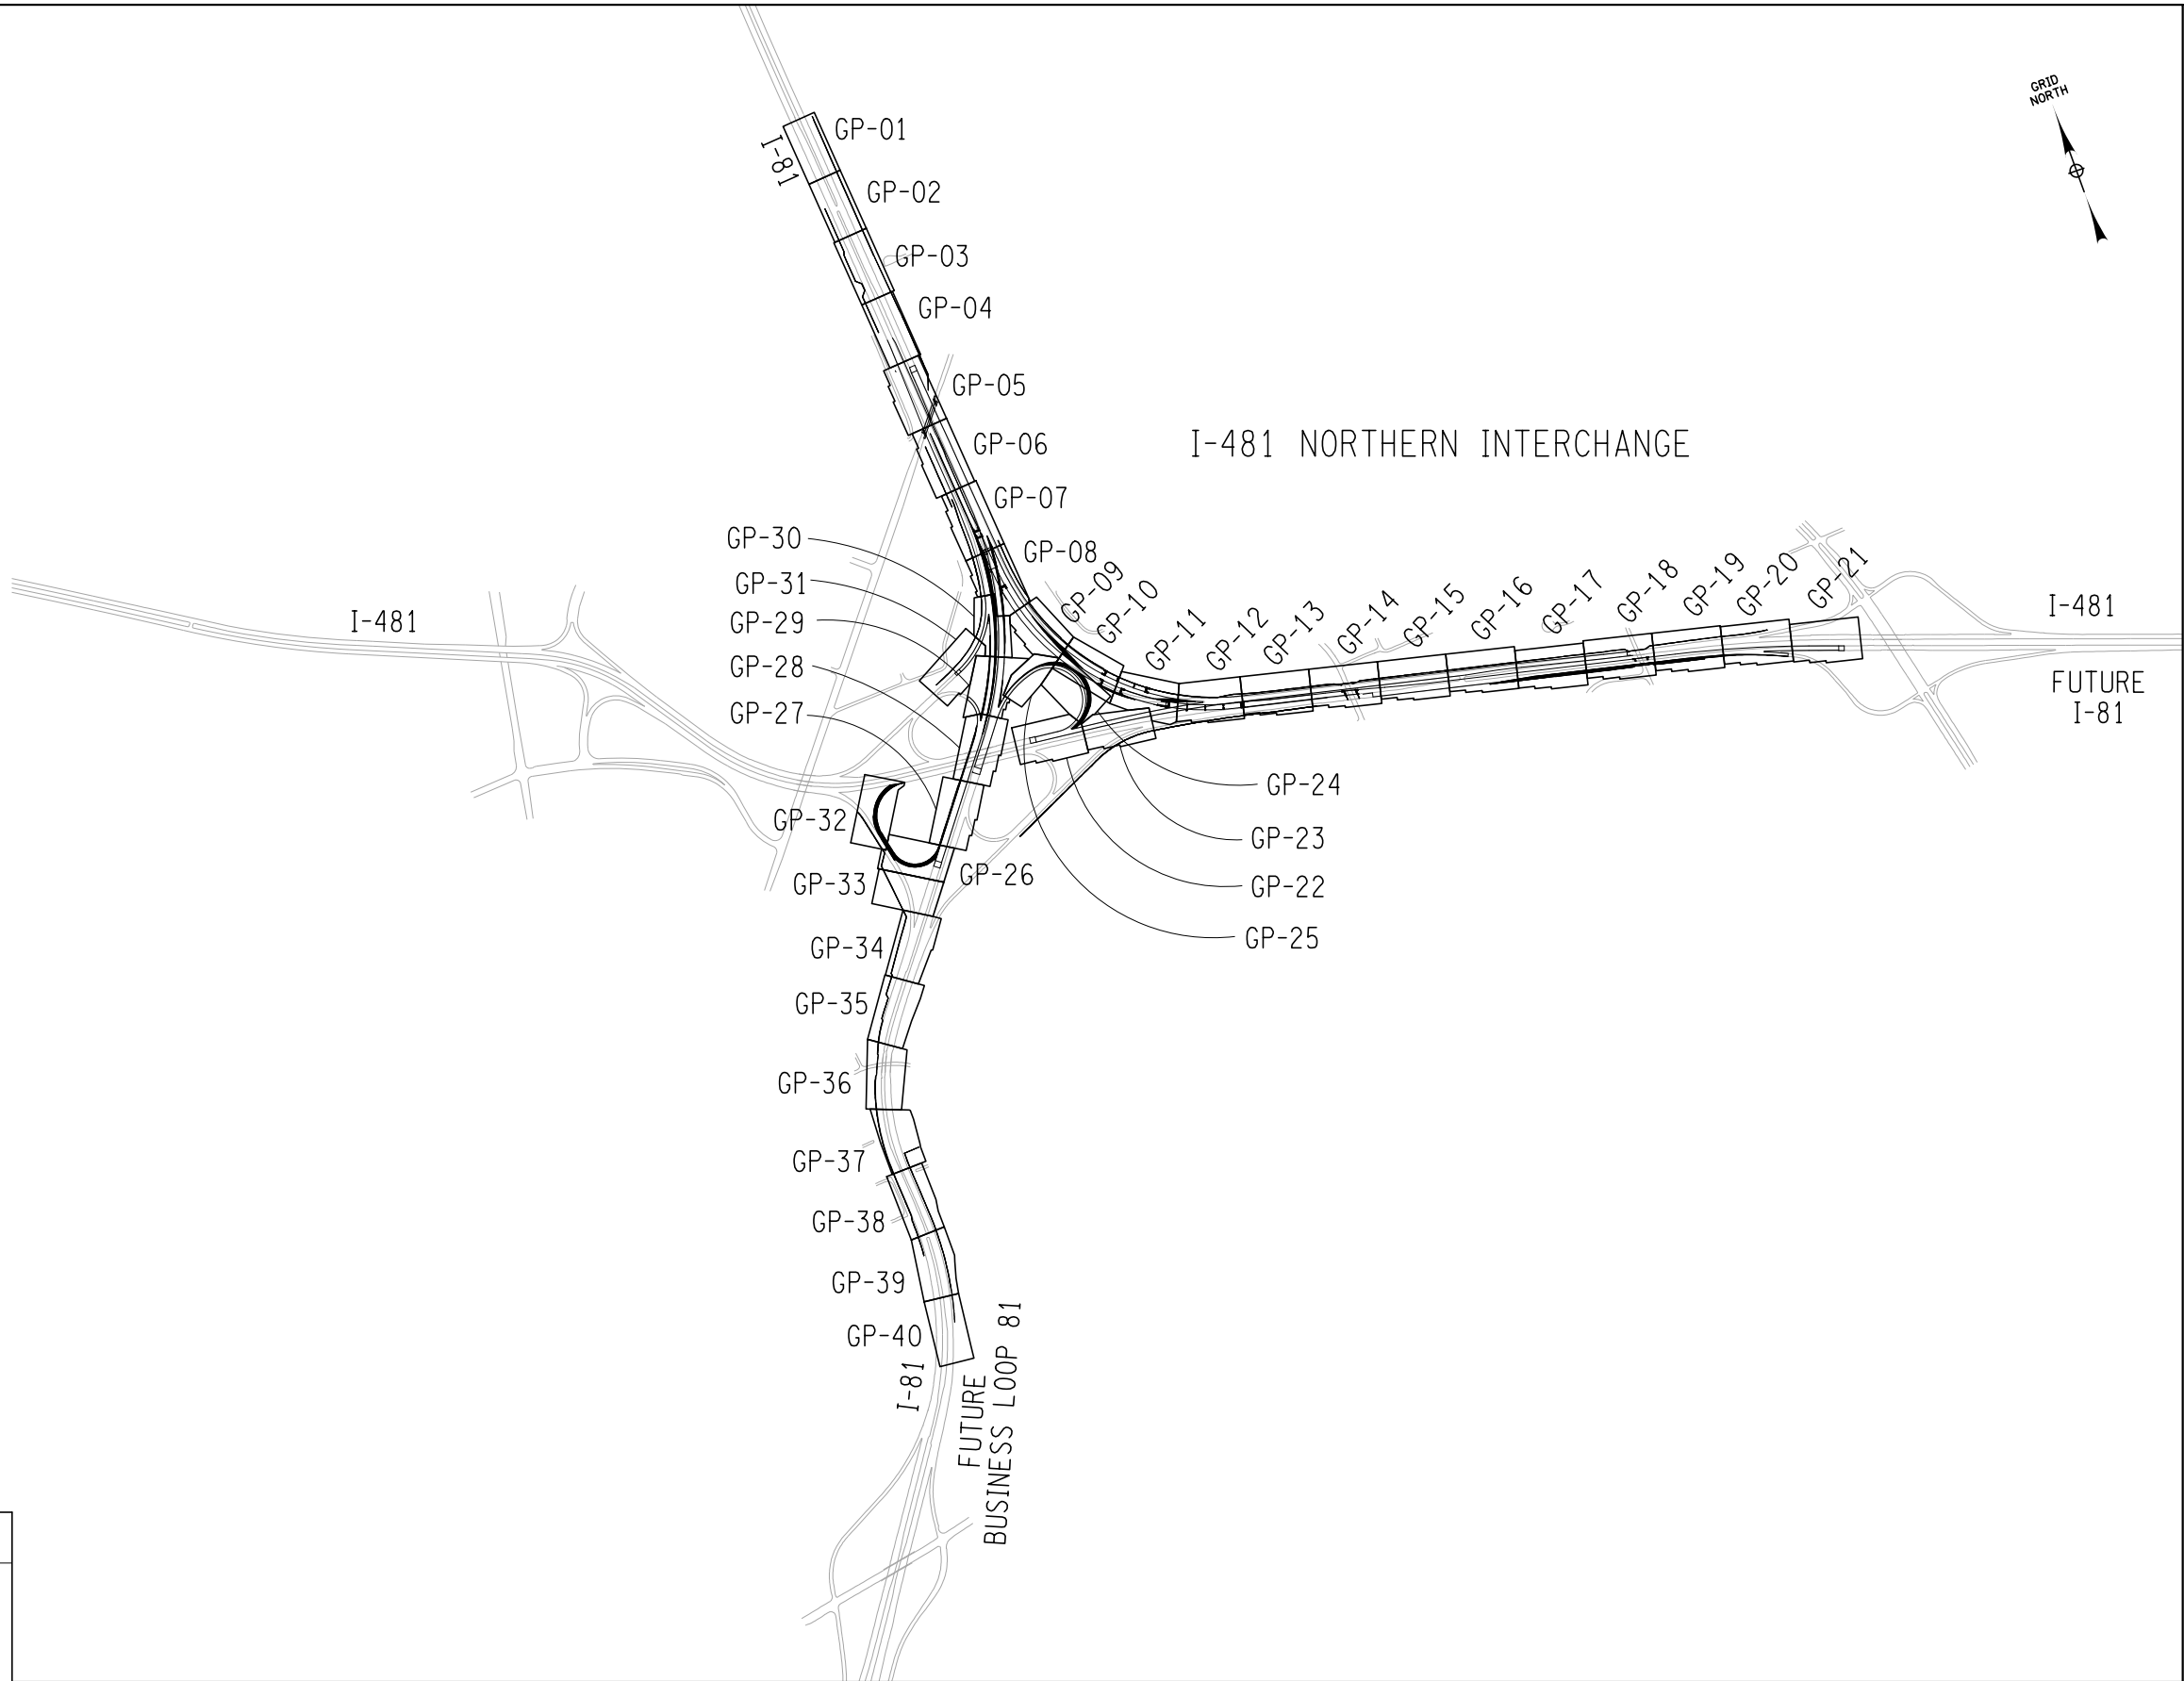 GRID
NORTH
GP-01
I-81
GP-02
GP-03
GP-04
GP-05
I-481 NORTHERN INTERCHANGE
GP-06
GP-07
GP-30
GP-08
GP-31
GP-09
GP-10
GP-29
GP-11
GP-12
GP-13
GP-14
GP-15
GP-16
GP-17
GP-18
GP-19
GP-20
GP-21
I-481
I-481
GP-28
FUTURE
I-81
GP-27
GP-24
GP-32
GP-23
GP-26
GP-33
GP-22
GP-25
GP-34
GP-35
GP-36
GP-37
GP-38
GP-39
GP-40
I-81
FUTURE
BUSINESS LOOP 81